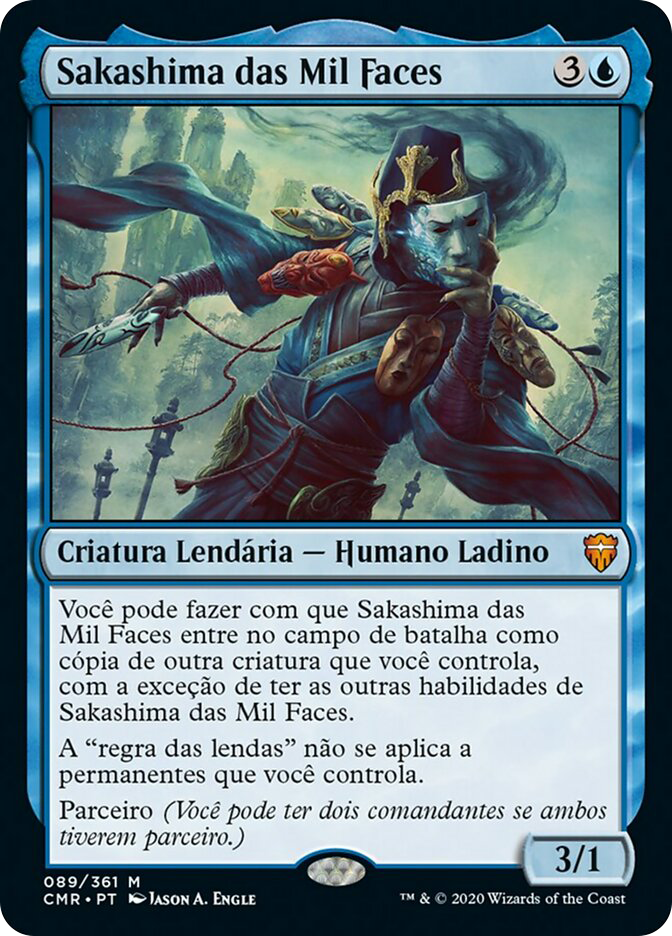 Sakashima das Mil Faces 3
Criatura Lendária — Humano Ladino
Você pode fazer com que Sakashima das
Mil Faces entre no campo de batalha como
cópia de outra criatura que você controla,
com a exceção de ter as outras habilidades de
Sakashima das Mil Faces.
A “regra das lendas” não se aplica a
permanentes que você controla.
Parceiro (Você pode ter dois comandantes se ambos
tiverem parceiro.)
3/1
089/361 M
CMR • PT Jason A. Engle
™ & © 2020 Wizards of the Coast